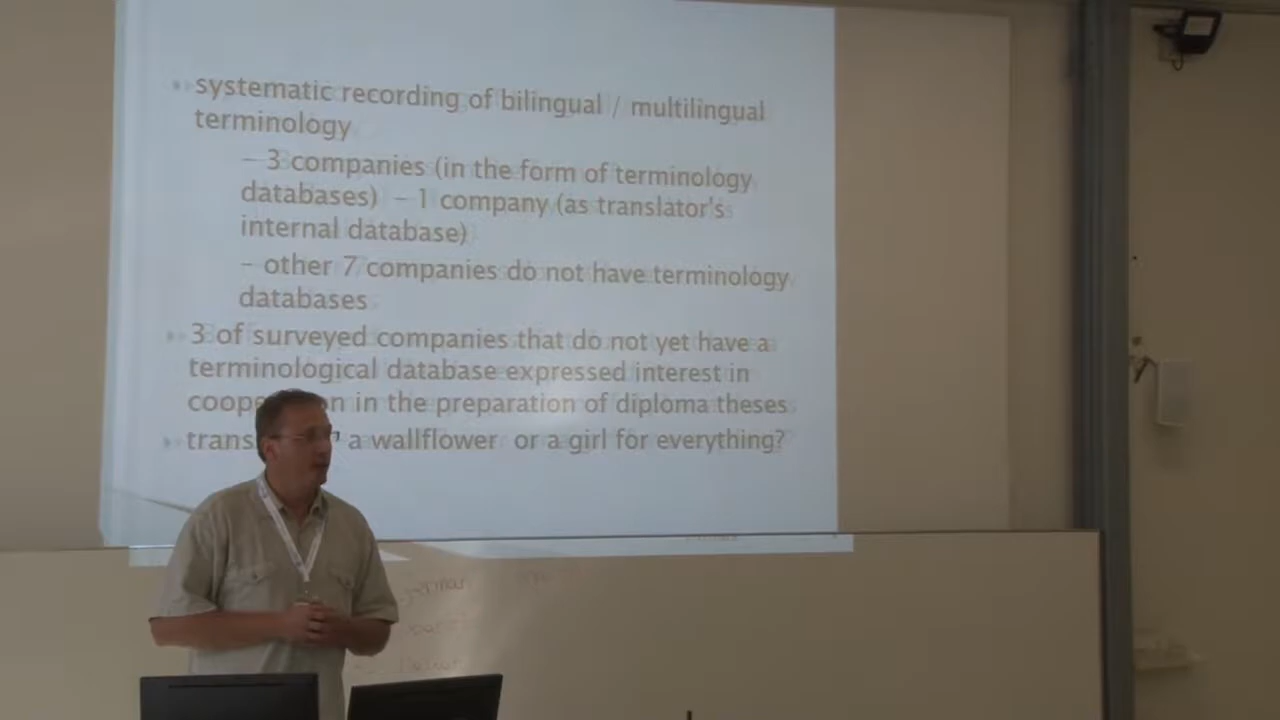 systematic recording of bilingual / multilingual
terminology
– 3 companies (in the form of terminology
databases) – 1 company (as translator's
internal database)
– other 7 companies do not have terminology
databases
3 of surveyed companies that do not yet have a
terminological database expressed interest in
coope n in the preparation of diploma theses
trans a wallflower or a girl for everything?